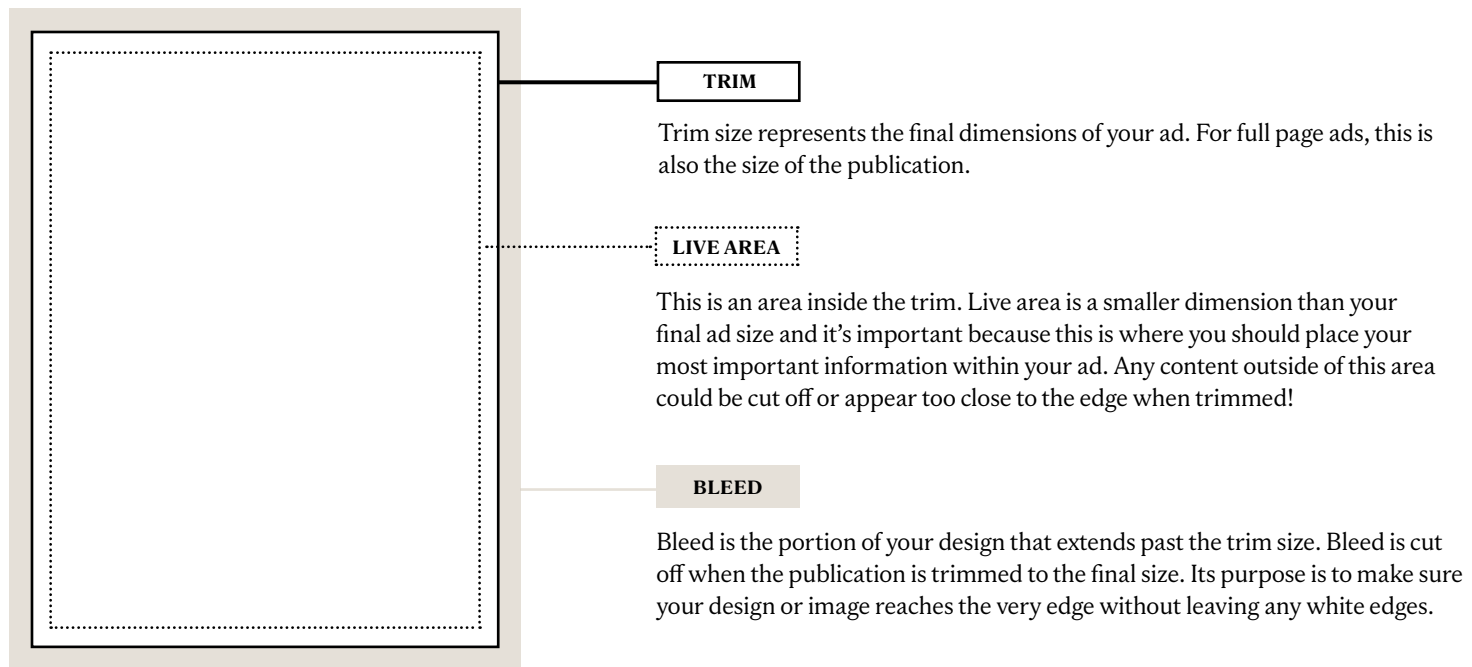 TRIM
Trim size represents the final dimensions of your ad. For full page ads, this is
also the size of the publication.
LIVE AREA
This is an area inside the trim. Live area is a smaller dimension than your
final ad size and it’s important because this is where you should place your
most important information within your ad. Any content outside of this area
could be cut off or appear too close to the edge when trimmed!
BLEED
Bleed is the portion of your design that extends past the trim size. Bleed is cut
off when the publication is trimmed to the final size. Its purpose is to make sure
your design or image reaches the very edge without leaving any white edges.